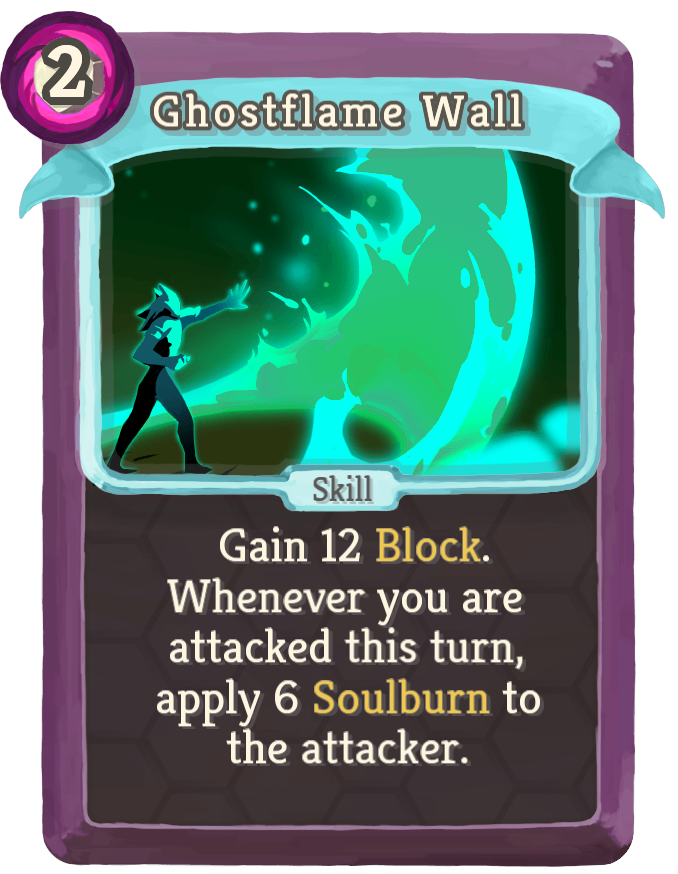 2
Ghostflame Wall
Skill
Gain 12 Block.
Whenever you are
attacked this turn,
apply 6 Soulburn to
the attacker.